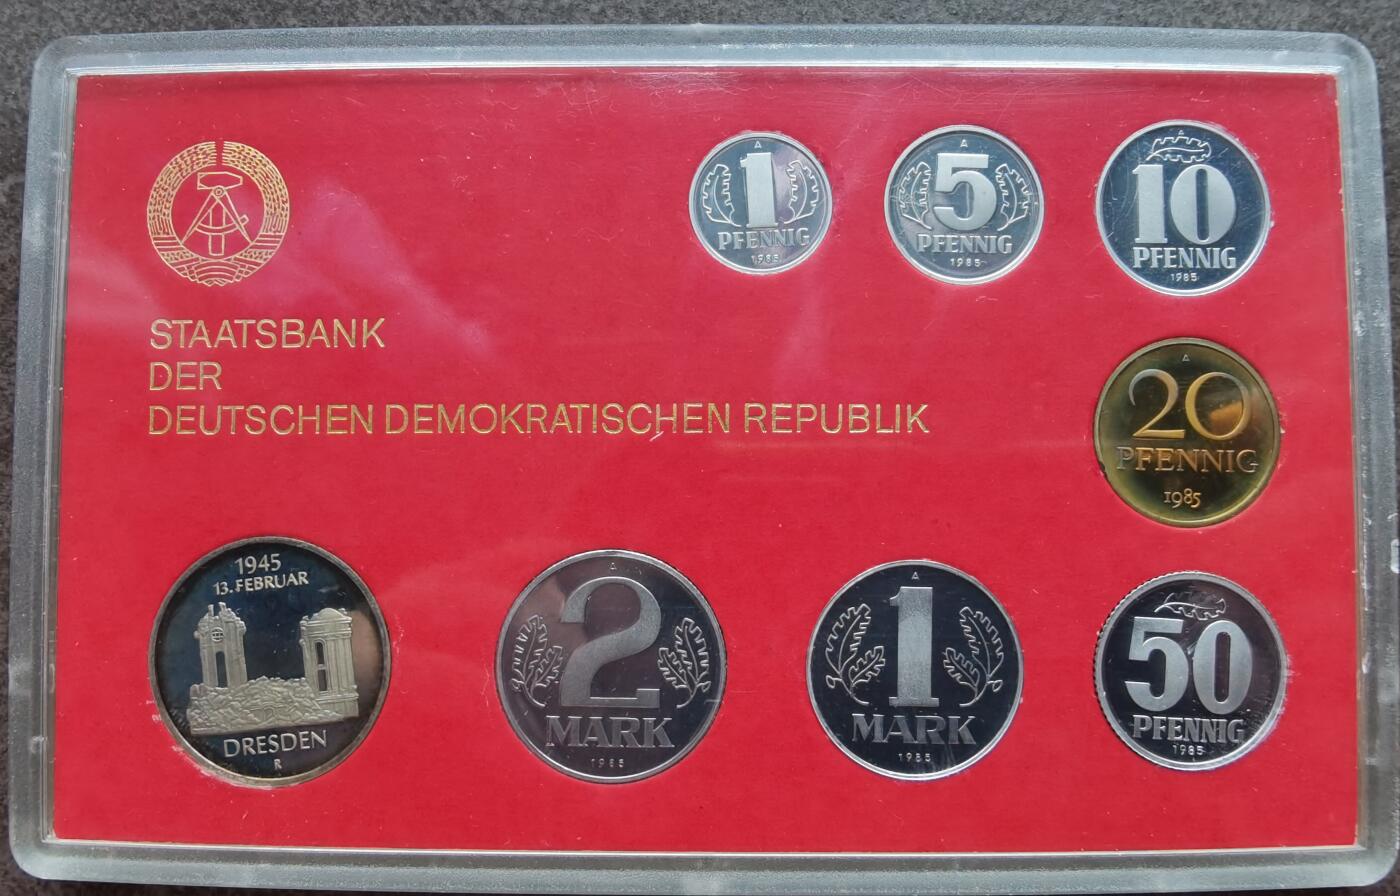 STAATSBANK
DER
DEUTSCHEN DEMOKRATISCHEN REPUBLIK
A
1
PFENNIG
1985
A
5
PFENNIG
1985
A
10
PFENNIG
1985
A
20
PFENNIG
1985
1945
13. FEBRUAR
DRESDEN
R
A
2
MARK
1985
A
1
MARK
1985
50
PFENNIG
1985